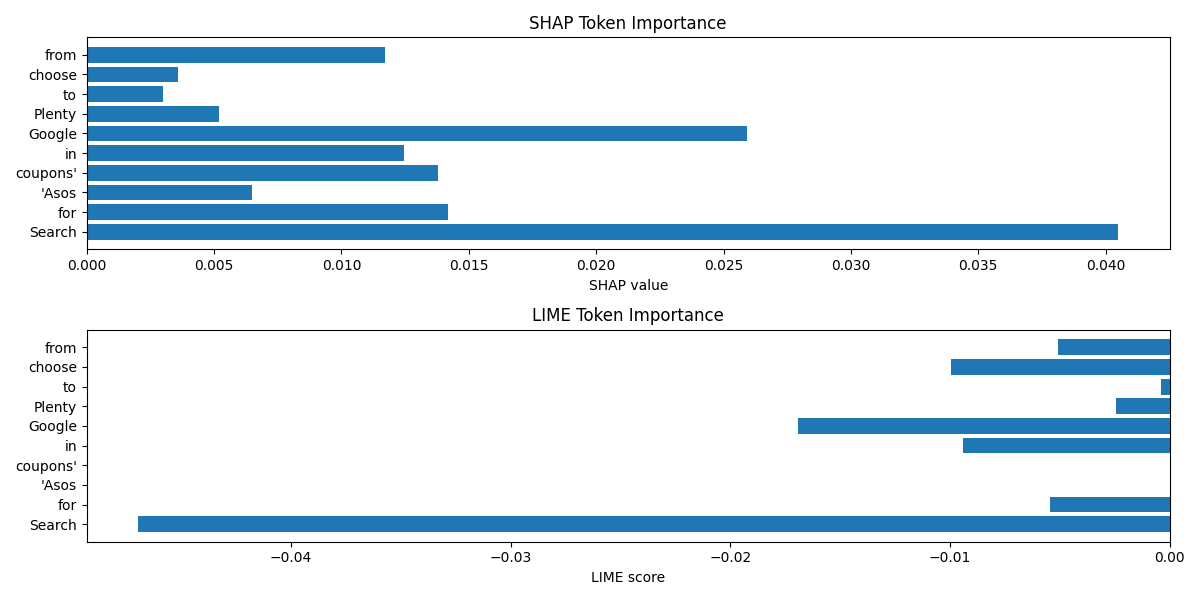 SHAP Token Importance
from
choose
to
Plenty
Google
in
coupons'
'Asos
for
Search
0.000 0.005 0.010 0.015 0.020 0.025 0.030 0.035 0.040
SHAP value
LIME Token Importance
from
choose
to
Plenty
Google
in
coupons'
'Asos
for
Search
−0.04 −0.03 −0.02 −0.01 0.00
LIME score